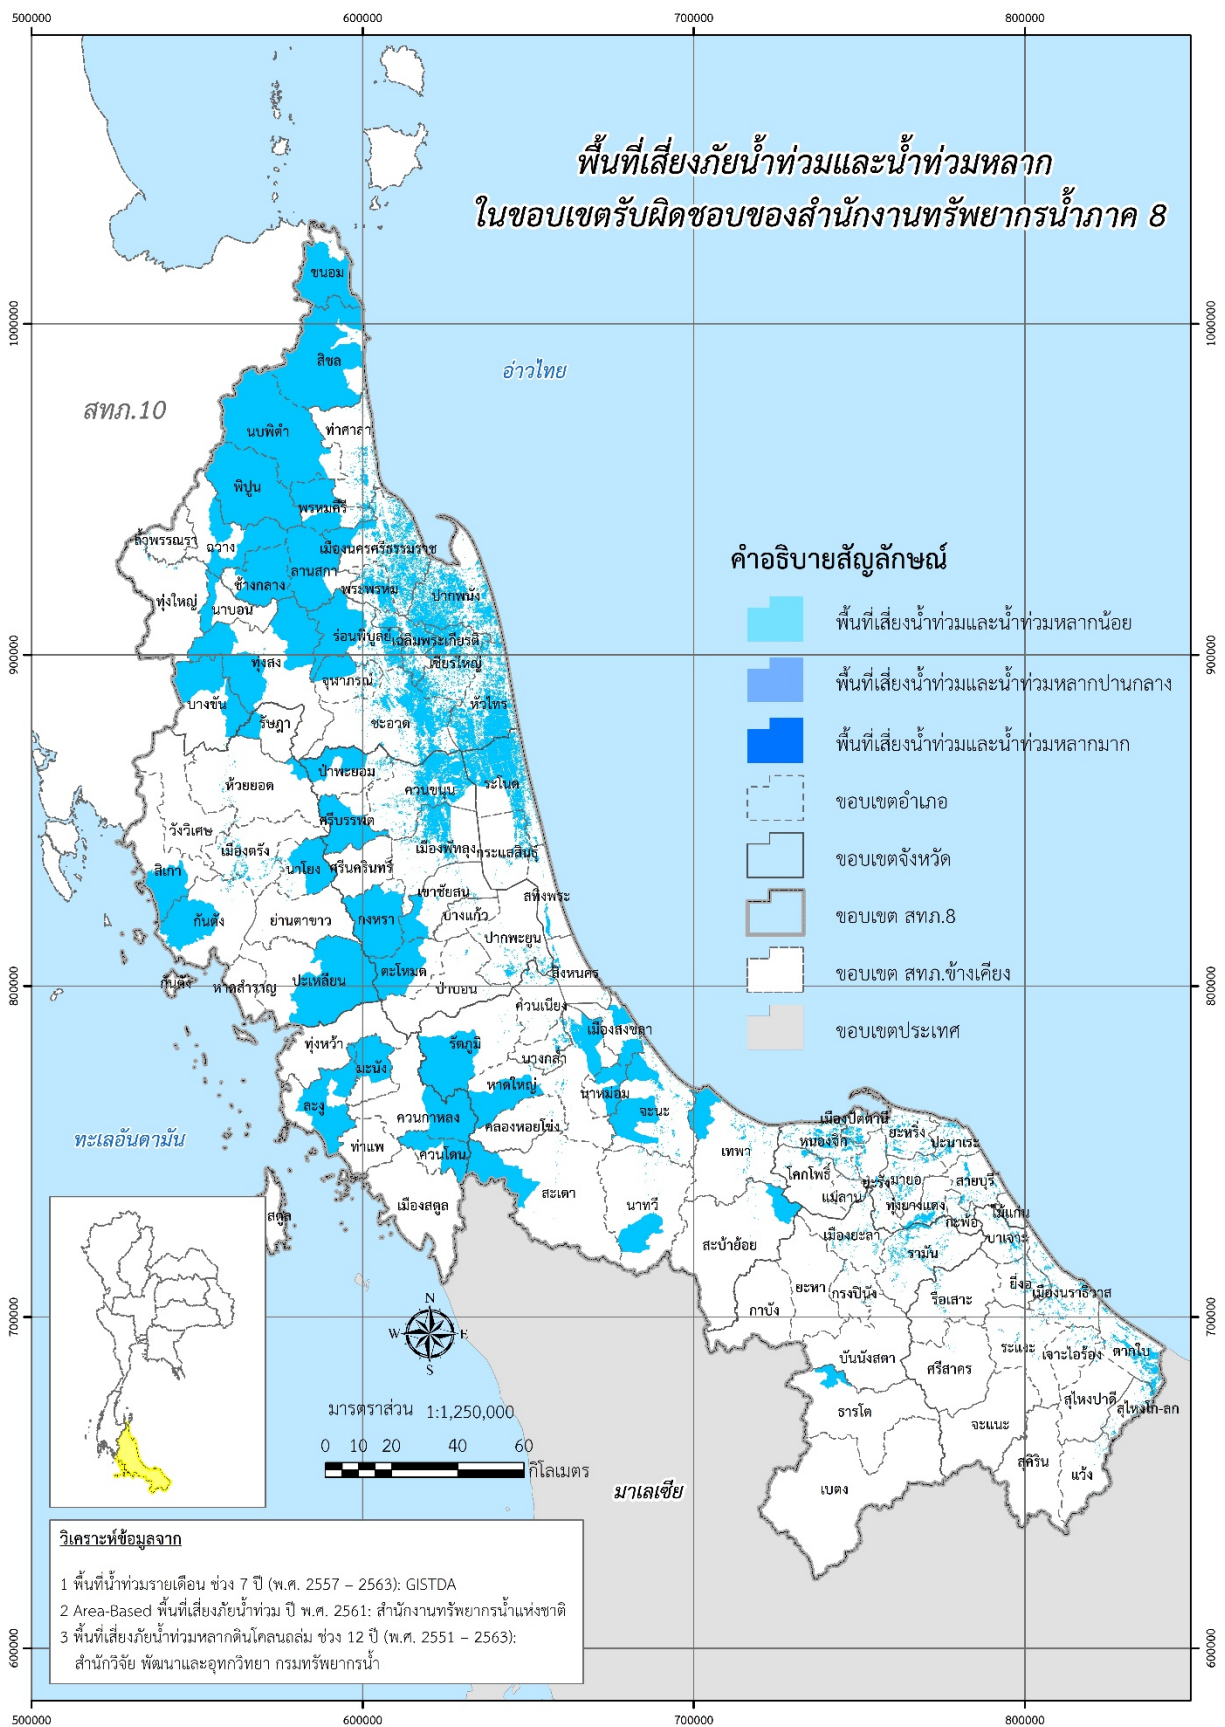 500000
600000
700000
800000
พื้นที่เสี่ยงภัยน้ำท่วมและน้ำท่วมหลาก
ในขอบเขตรับผิดชอบของสำนักงานทรัพยากรน้ำภาค 8
ขนอม
1000000
1000000
สิชล
อ่าวไทย
สทภ.10
นบพิตำ
ท่าศาลา
พิปูน
พรหมคีรี
ถ้ำพรรณรา
ฉวาง
เมืองนครศรีธรรมราช
ช้างกลาง
ลานสกา
พระพรหม
ปากพนัง
ทุ่งใหญ่
นาบอน
ร่อนพิบูลย์
เฉลิมพระเกียรติ
900000
900000
ทุ่งสง
เชียรใหญ่
จุฬาภรณ์
บางขัน
รัษฎา
ชะอวด
หัวไทร
คำอธิบายสัญลักษณ์
พื้นที่เสี่ยงน้ำท่วมและน้ำท่วมหลากน้อย
พื้นที่เสี่ยงน้ำท่วมและน้ำท่วมหลากปานกลาง
พื้นที่เสี่ยงน้ำท่วมและน้ำท่วมหลากมาก
ขอบเขตอำเภอ
ขอบเขตจังหวัด
ขอบเขต สทภ.8
ขอบเขต สทภ.ข้างเคียง
ขอบเขตประเทศ
ห้วยยอด
ป่าพะยอม
ควนขนุน
ระโนด
วังวิเศษ
ศรีบรรพต
เมืองตรัง
เมืองพัทลุง
กระแสสินธุ์
สิเกา
นาโยง
ศรีนครินทร์
เขาชัยสน
สทิงพระ
กันตัง
ย่านตาขาว
กงหรา
บางแก้ว
ปากพะยูน
กันตัง
หาดสำราญ
ปะเหลียน
ตะโหมด
ป่าบอน
สิงหนคร
800000
800000
ควนเนียง
เมืองสงขลา
ทุ่งหว้า
มะนัง
รัตภูมิ
บางกล่ำ
ละงู
หาดใหญ่
นาหม่อม
จะนะ
ควนกาหลง
คลองหอยโข่ง
ท่าแพ
ควนโดน
เทพา
เมืองปัตตานี
หนองจิก
ยะหริ่ง
ปะนาเระ
ทะเลอันดามัน
โคกโพธิ์
ยะรัง
มายอ
สายบุรี
แม่ลาน
ทุ่งยางแดง
ไม้แก่น
กะพ้อ
เมืองสตูล
สะเดา
นาทวี
สตูล
สะบ้าย้อย
เมืองยะลา
รามัน
บาเจาะ
ยะหา
กรงปินัง
กาบัง
รือเสาะ
ยี่งอ
เมืองนราธิวาส
700000
700000
บันนังสตา
ศรีสาคร
ระแงะ
เจาะไอร้อง
ตากใบ
ธารโต
จะแนะ
สุไหงปาดี
สุไหงโก-ลก
สุคิริน
แว้ง
เบตง
N
W
E
S
มาตราส่วน 1:1,250,000
0 10 20 40 60
กิโลเมตร
มาเลเซีย
วิเคราะห์ข้อมูลจาก
1 พื้นที่น้ำท่วมรายเดือน ช่วง 7 ปี (พ.ศ. 2557 – 2563): GISTDA
2 Area-Based พื้นที่เสี่ยงภัยน้ำท่วม ปี พ.ศ. 2561: สำนักงานทรัพยากรน้ำแห่งชาติ
3 พื้นที่เสี่ยงภัยน้ำท่วมหลากดินโคลนถล่ม ช่วง 12 ปี (พ.ศ. 2551 – 2563):
สำนักวิจัย พัฒนาและอุทกวิทยา กรมทรัพยากรน้ำ
600000
600000
500000
600000
700000
800000